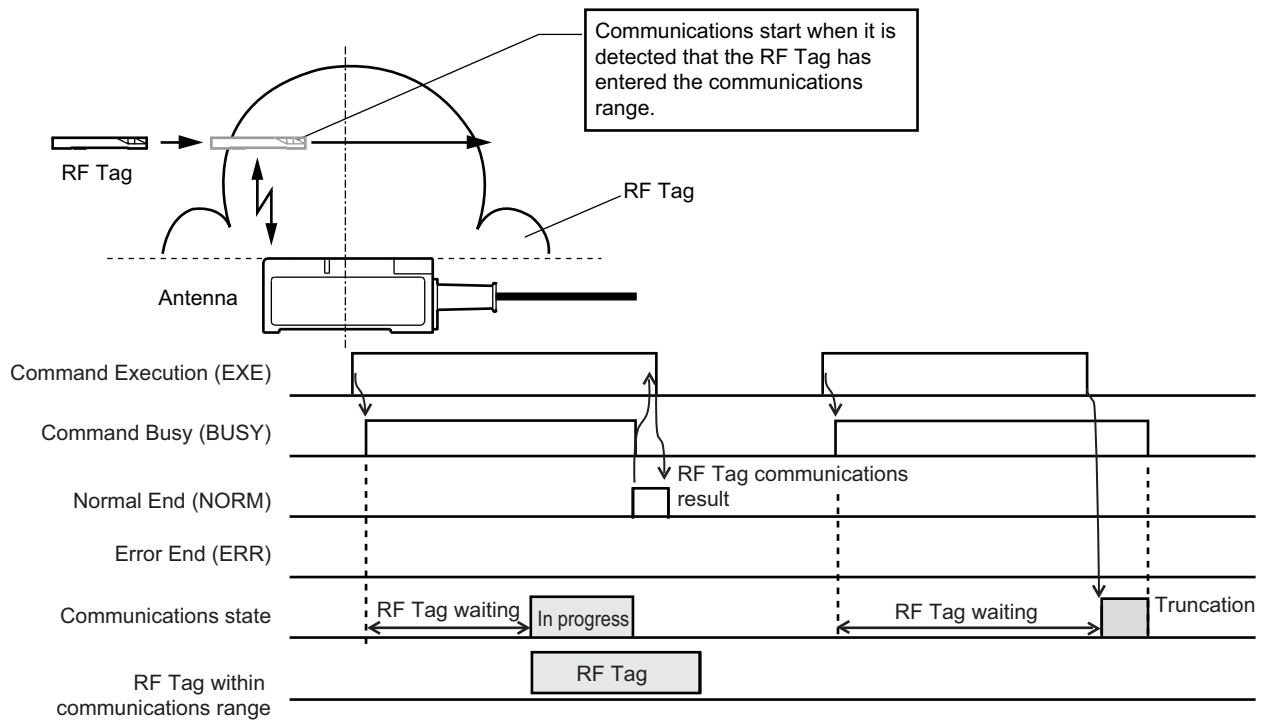 Communications start when it is
detected that the RF Tag has
entered the communications
range.
RF Tag
RF Tag
Antenna
Command Execution (EXE)
Command Busy (BUSY)
RF Tag communications
result
Normal End (NORM)
Error End (ERR)
Communications state
RF Tag waiting
In progress
RF Tag waiting
Truncation
RF Tag
RF Tag within
communications range